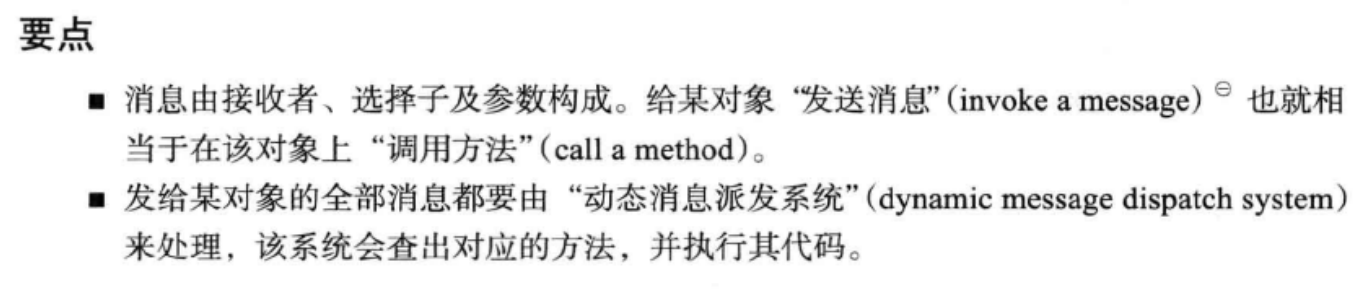 要点
■ 消息由接收者、选择子及参数构成。给某对象“发送消息”(invoke a message)㊀ 也就相
当于在该对象上“调用方法”(call a method)。
■ 发给某对象的全部消息都要由“动态消息派发系统”(dynamic message dispatch system)
来处理，该系统会查出对应的方法，并执行其代码。